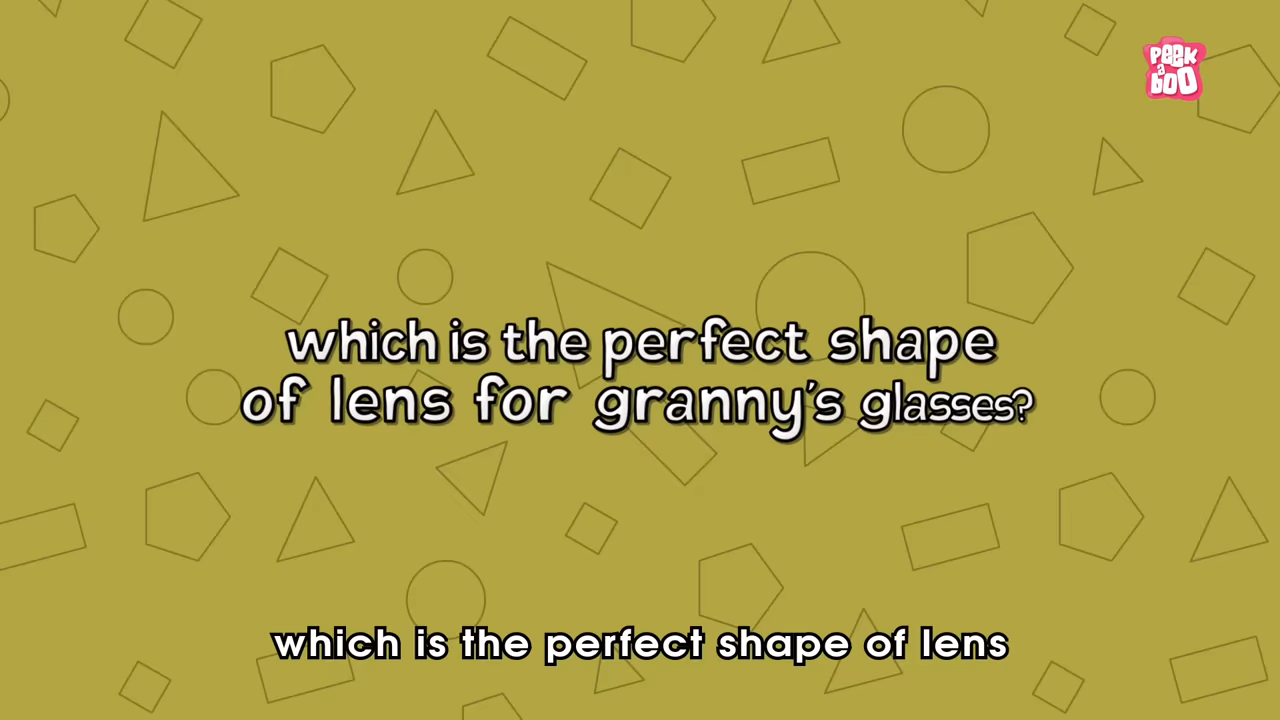 PEEK
a
boo
which is the perfect shape
of lens for granny's glasses?
which is the perfect shape of lens